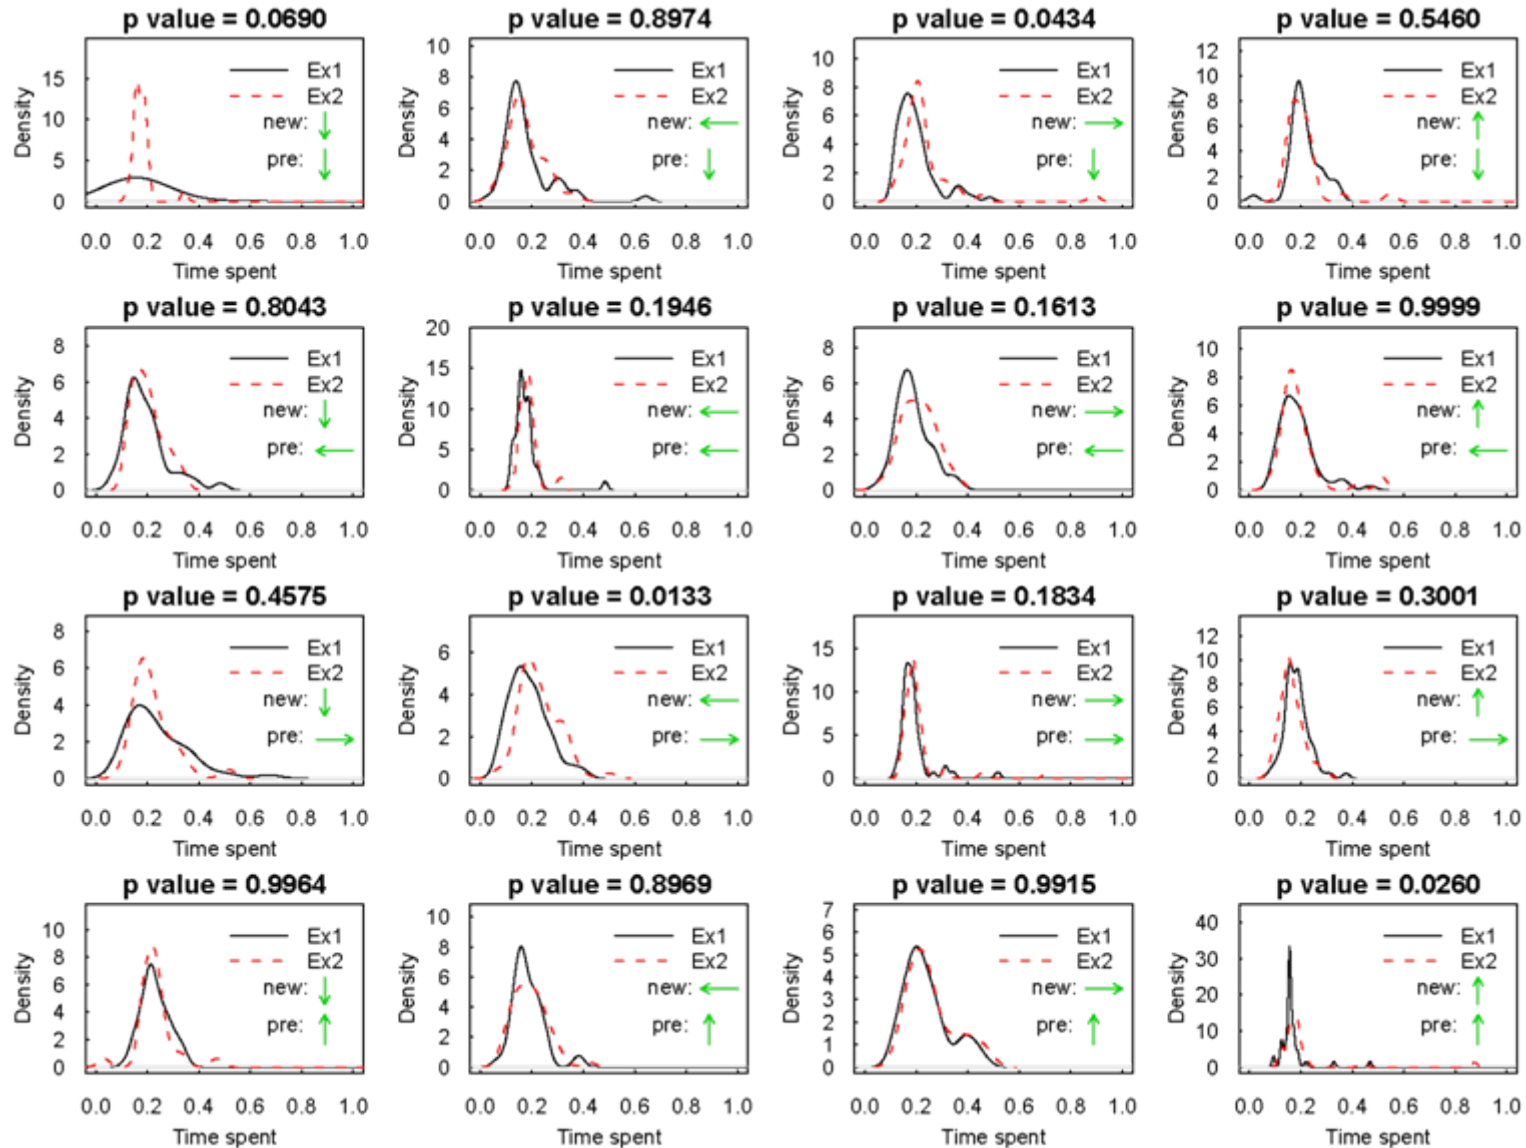 p value = 0.0690 p value = 0.8974 p value = 0.0434 p value = 0.5460
Density
0 5 10 15
Ex1
Ex2
new:
pre:
0.0 0.2 0.4 0.6 0.8 1.0
Time spent
Density
0 2 4 6 8 10
Ex1
Ex2
new:
pre:
0.0 0.2 0.4 0.6 0.8 1.0
Time spent
Density
0 2 4 6 8 10
Ex1
Ex2
new:
pre:
0.0 0.2 0.4 0.6 0.8 1.0
Time spent
Density
0 2 4 6 8 10 12
Ex1
Ex2
new:
pre:
0.0 0.2 0.4 0.6 0.8 1.0
Time spent
p value = 0.8043 p value = 0.1946 p value = 0.1613 p value = 0.9999
Density
0 2 4 6 8
Ex1
Ex2
new:
pre:
0.0 0.2 0.4 0.6 0.8 1.0
Time spent
Density
0 5 10 15 20
Ex1
Ex2
new:
pre:
0.0 0.2 0.4 0.6 0.8 1.0
Time spent
Density
0 2 4 6 8
Ex1
Ex2
new:
pre:
0.0 0.2 0.4 0.6 0.8 1.0
Time spent
Density
0 2 4 6 8 10
Ex1
Ex2
new:
pre:
0.0 0.2 0.4 0.6 0.8 1.0
Time spent
p value = 0.4575 p value = 0.0133 p value = 0.1834 p value = 0.3001
Density
0 2 4 6 8
Ex1
Ex2
new:
pre:
0.0 0.2 0.4 0.6 0.8 1.0
Time spent
Density
0 2 4 6
Ex1
Ex2
new:
pre:
0.0 0.2 0.4 0.6 0.8 1.0
Time spent
Density
0 5 10 15
Ex1
Ex2
new:
pre:
0.0 0.2 0.4 0.6 0.8 1.0
Time spent
Density
0 2 4 6 8 10 12
Ex1
Ex2
new:
pre:
0.0 0.2 0.4 0.6 0.8 1.0
Time spent
p value = 0.9964 p value = 0.8969 p value = 0.9915 p value = 0.0260
Density
0 2 4 6 8 10
Ex1
Ex2
new:
pre:
0.0 0.2 0.4 0.6 0.8 1.0
Time spent
Density
0 2 4 6 8 10
Ex1
Ex2
new:
pre:
0.0 0.2 0.4 0.6 0.8 1.0
Time spent
Density
0 1 2 3 4 5 6 7
Ex1
Ex2
new:
pre:
0.0 0.2 0.4 0.6 0.8 1.0
Time spent
Density
0 10 20 30 40
Ex1
Ex2
new:
pre:
0.0 0.2 0.4 0.6 0.8 1.0
Time spent